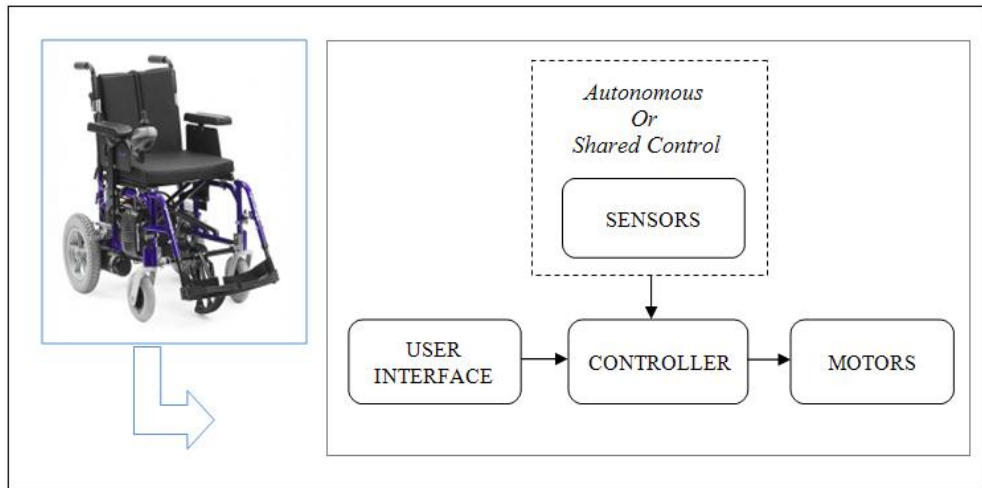 Autonomous
Or
Shared Control
SENSORS
USER
INTERFACE
CONTROLLER
MOTORS